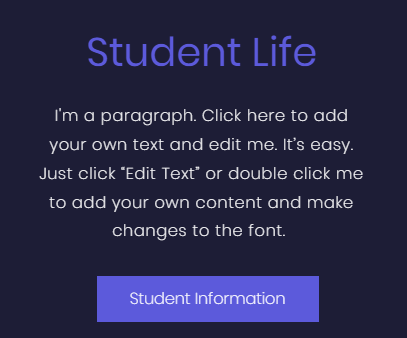 Student Life
I'm a paragraph. Click here to add
your own text and edit me. It's easy.
Just click “Edit Text” or double click me
to add your own content and make
changes to the font.
Student Information